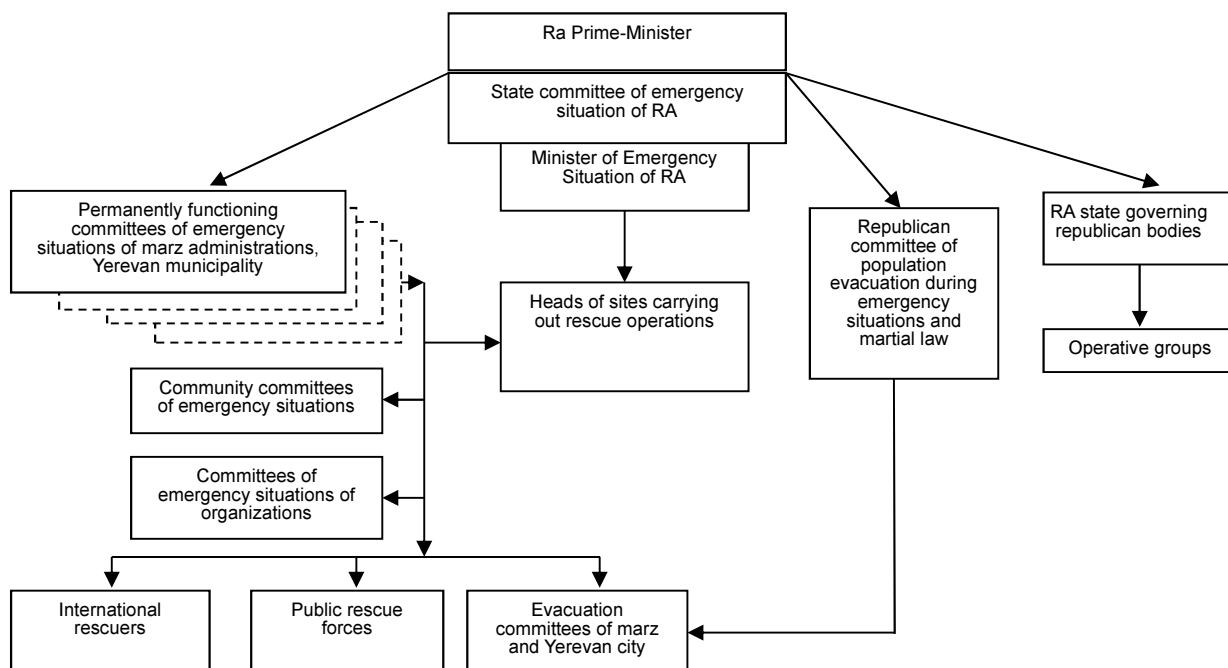 Ra Prime-Minister
State committee of emergency
situation of RA
Minister of Emergency
Situation of RA
Permanently functioning
committees of emergency
situations of marz administrations,
Yerevan municipality
Republican
committee of
population
evacuation during
emergency
situations and
martial law
RA state governing
republican bodies
Heads of sites carrying
out rescue operations
Operative groups
Community committees
of emergency situations
Committees of
emergency situations of
organizations
International
rescuers
Public rescue
forces
Evacuation
committees of marz
and Yerevan city